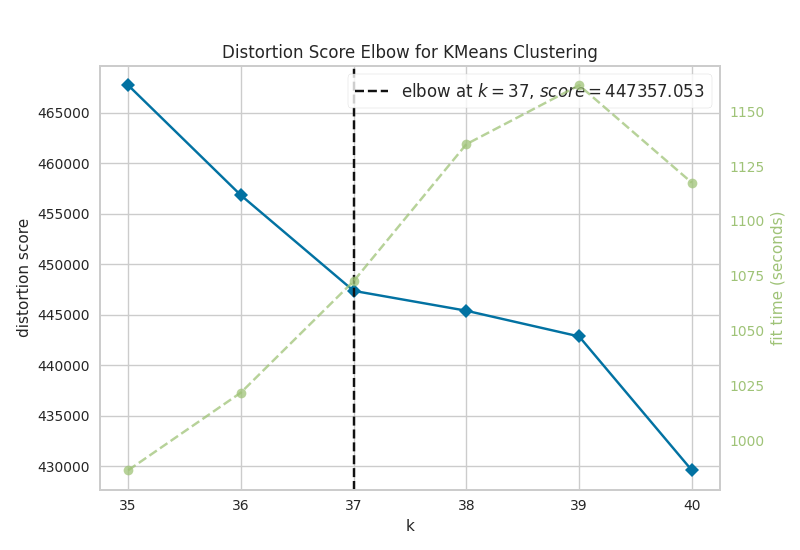 Distortion Score Elbow for KMeans Clustering
elbow at k = 37, score = 447357.053
distortion score
465000
460000
455000
450000
445000
440000
435000
430000
35 36 37 38 39 40
k
1150
1125
1100
1075
1050
1025
1000
fit time (seconds)